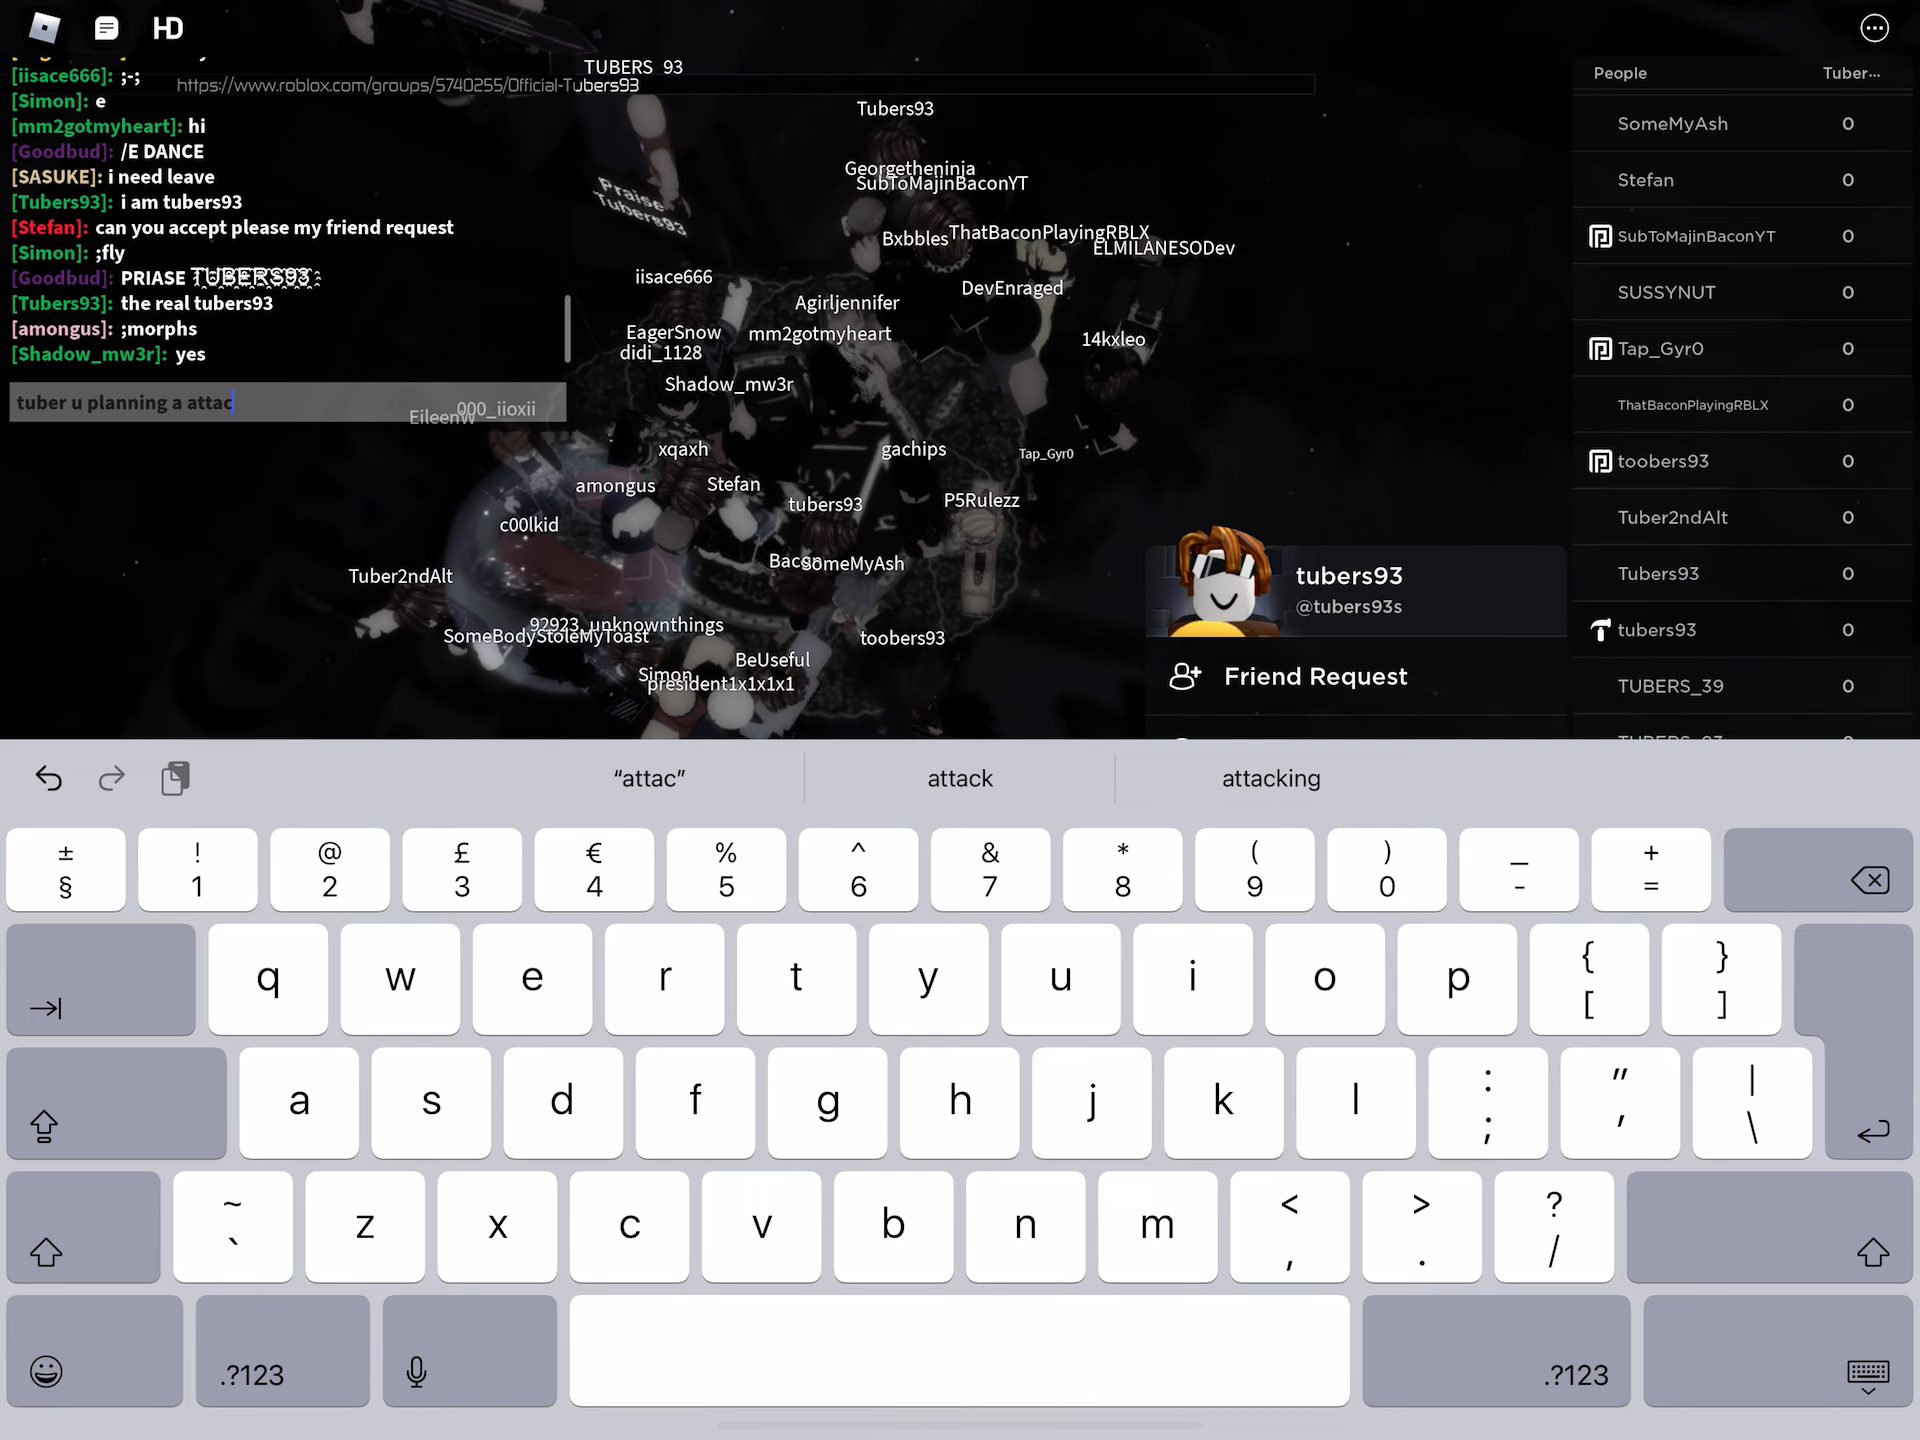 HD
TUBERS_93
https://www.roblox.com/groups/5740255/Official-Tubers93
[iisace666]: ;-;
[Simon]: e
[mm2gotmyheart]: hi
[Goodbud]: /E DANCE
[SASUKE]: i need leave
[Tubers93]: i am tubers93
[Stefan]: can you accept please my friend request
[Simon]: ;fly
[Goodbud]: PRIASE TUBERS93
[Tubers93]: the real tubers93
[amongus]: ;morphs
[Shadow_mw3r]: yes
tuber u planning a attac
EileenW
000_iioxii
Praise
Tubers93
Tubers93
Georgetheninja
SubToMajinBaconYT
Bxbbles
ThatBaconPlayingRBLX
ELMILANESODev
iisace666
DevEnraged
Agirljennifer
EagerSnow
mm2gotmyheart
14kxleo
didi_1128
Shadow_mw3r
xqaxh
gachips
Tap_Gyr0
amongus
Stefan
tubers93
P5Rulezz
c00lkid
SomeMyAsh
Tuber2ndAlt
92923_unknownthings
SomeBodyStoleMyToast
toobers93
BeUseful
Simon
president1x1x1x1
People Tuber...
SomeMyAsh 0
Stefan 0
SubToMajinBaconYT 0
SUSSYNUT 0
Tap_Gyr0 0
ThatBaconPlayingRBLX 0
toobers93 0
Tuber2ndAlt 0
Tubers93 0
tubers93 0
TUBERS_39 0
tubers93
@tubers93s
Friend Request
“attac” attack attacking
± ! @ £ € % ^ & * ( ) _ +
§ 1 2 3 4 5 6 7 8 9 0 - =
q w e r t y u i o p { }
[ ]
a s d f g h j k l : " |
; ' \
~ z x c v b n m < > ?
` , . /
.?123 .?123